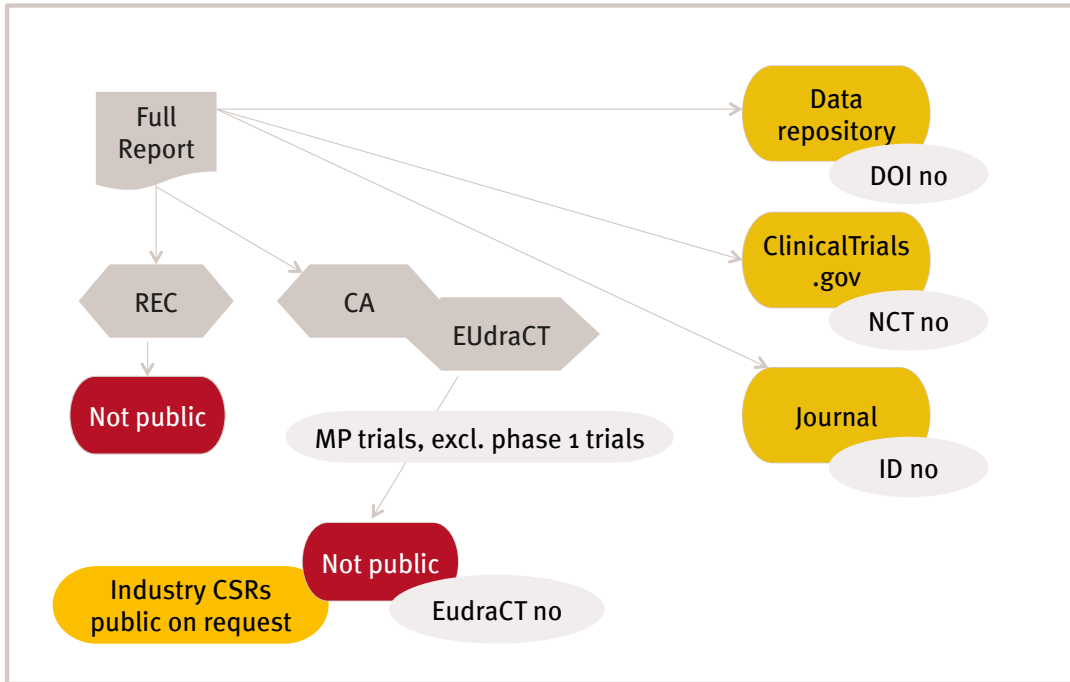 Full
Report
Data
repository
DOI no
ClinicalTrials
.gov
NCT no
REC
CA
EUdraCT
Not public
Journal
ID no
MP trials, excl. phase 1 trials
Not public
EudraCT no
Industry CSRs
public on request